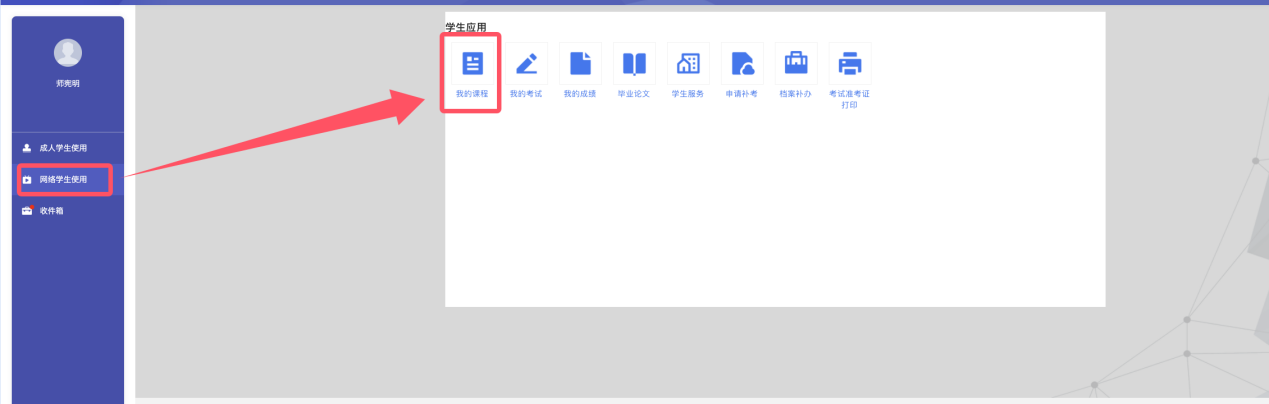 师宪明
成人学生使用
网络学生使用
收件箱
学生应用
我的课程
我的考试
我的成绩
毕业论文
学生服务
申请补考
档案补办
考试准考证
打印